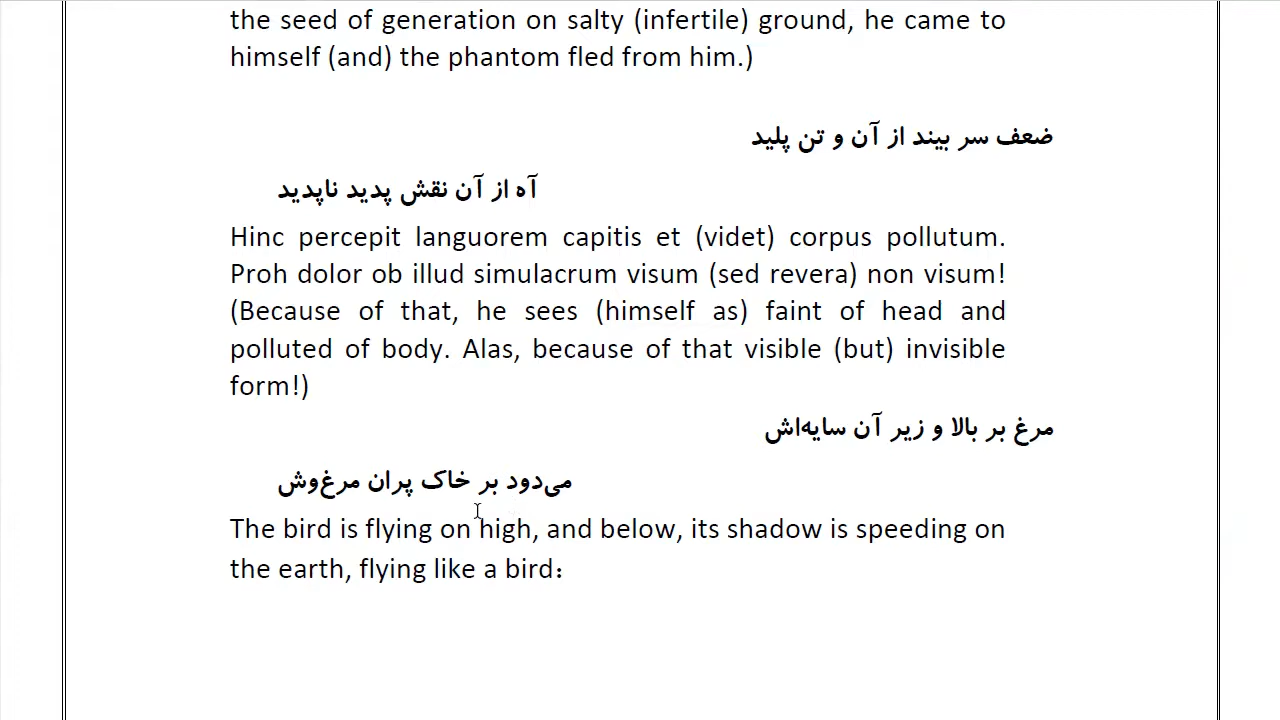 the seed of generation on salty (infertile) ground, he came to
himself (and) the phantom fled from him.)
ضعف سر بیند از آن و تن پلید
آه از آن نقش پدید ناپدید
Hinc percepit languorem capitis et (videt) corpus pollutum.
Proh dolor ob illud simulacrum visum (sed revera) non visum!
(Because of that, he sees (himself as) faint of head and
polluted of body. Alas, because of that visible (but) invisible
form!)
مرغ بر بالا و زیر آن سایه‌اش
می‌دود بر خاک پران مرغ‌وش
The bird is flying on high, and below, its shadow is speeding on
the earth, flying like a bird: